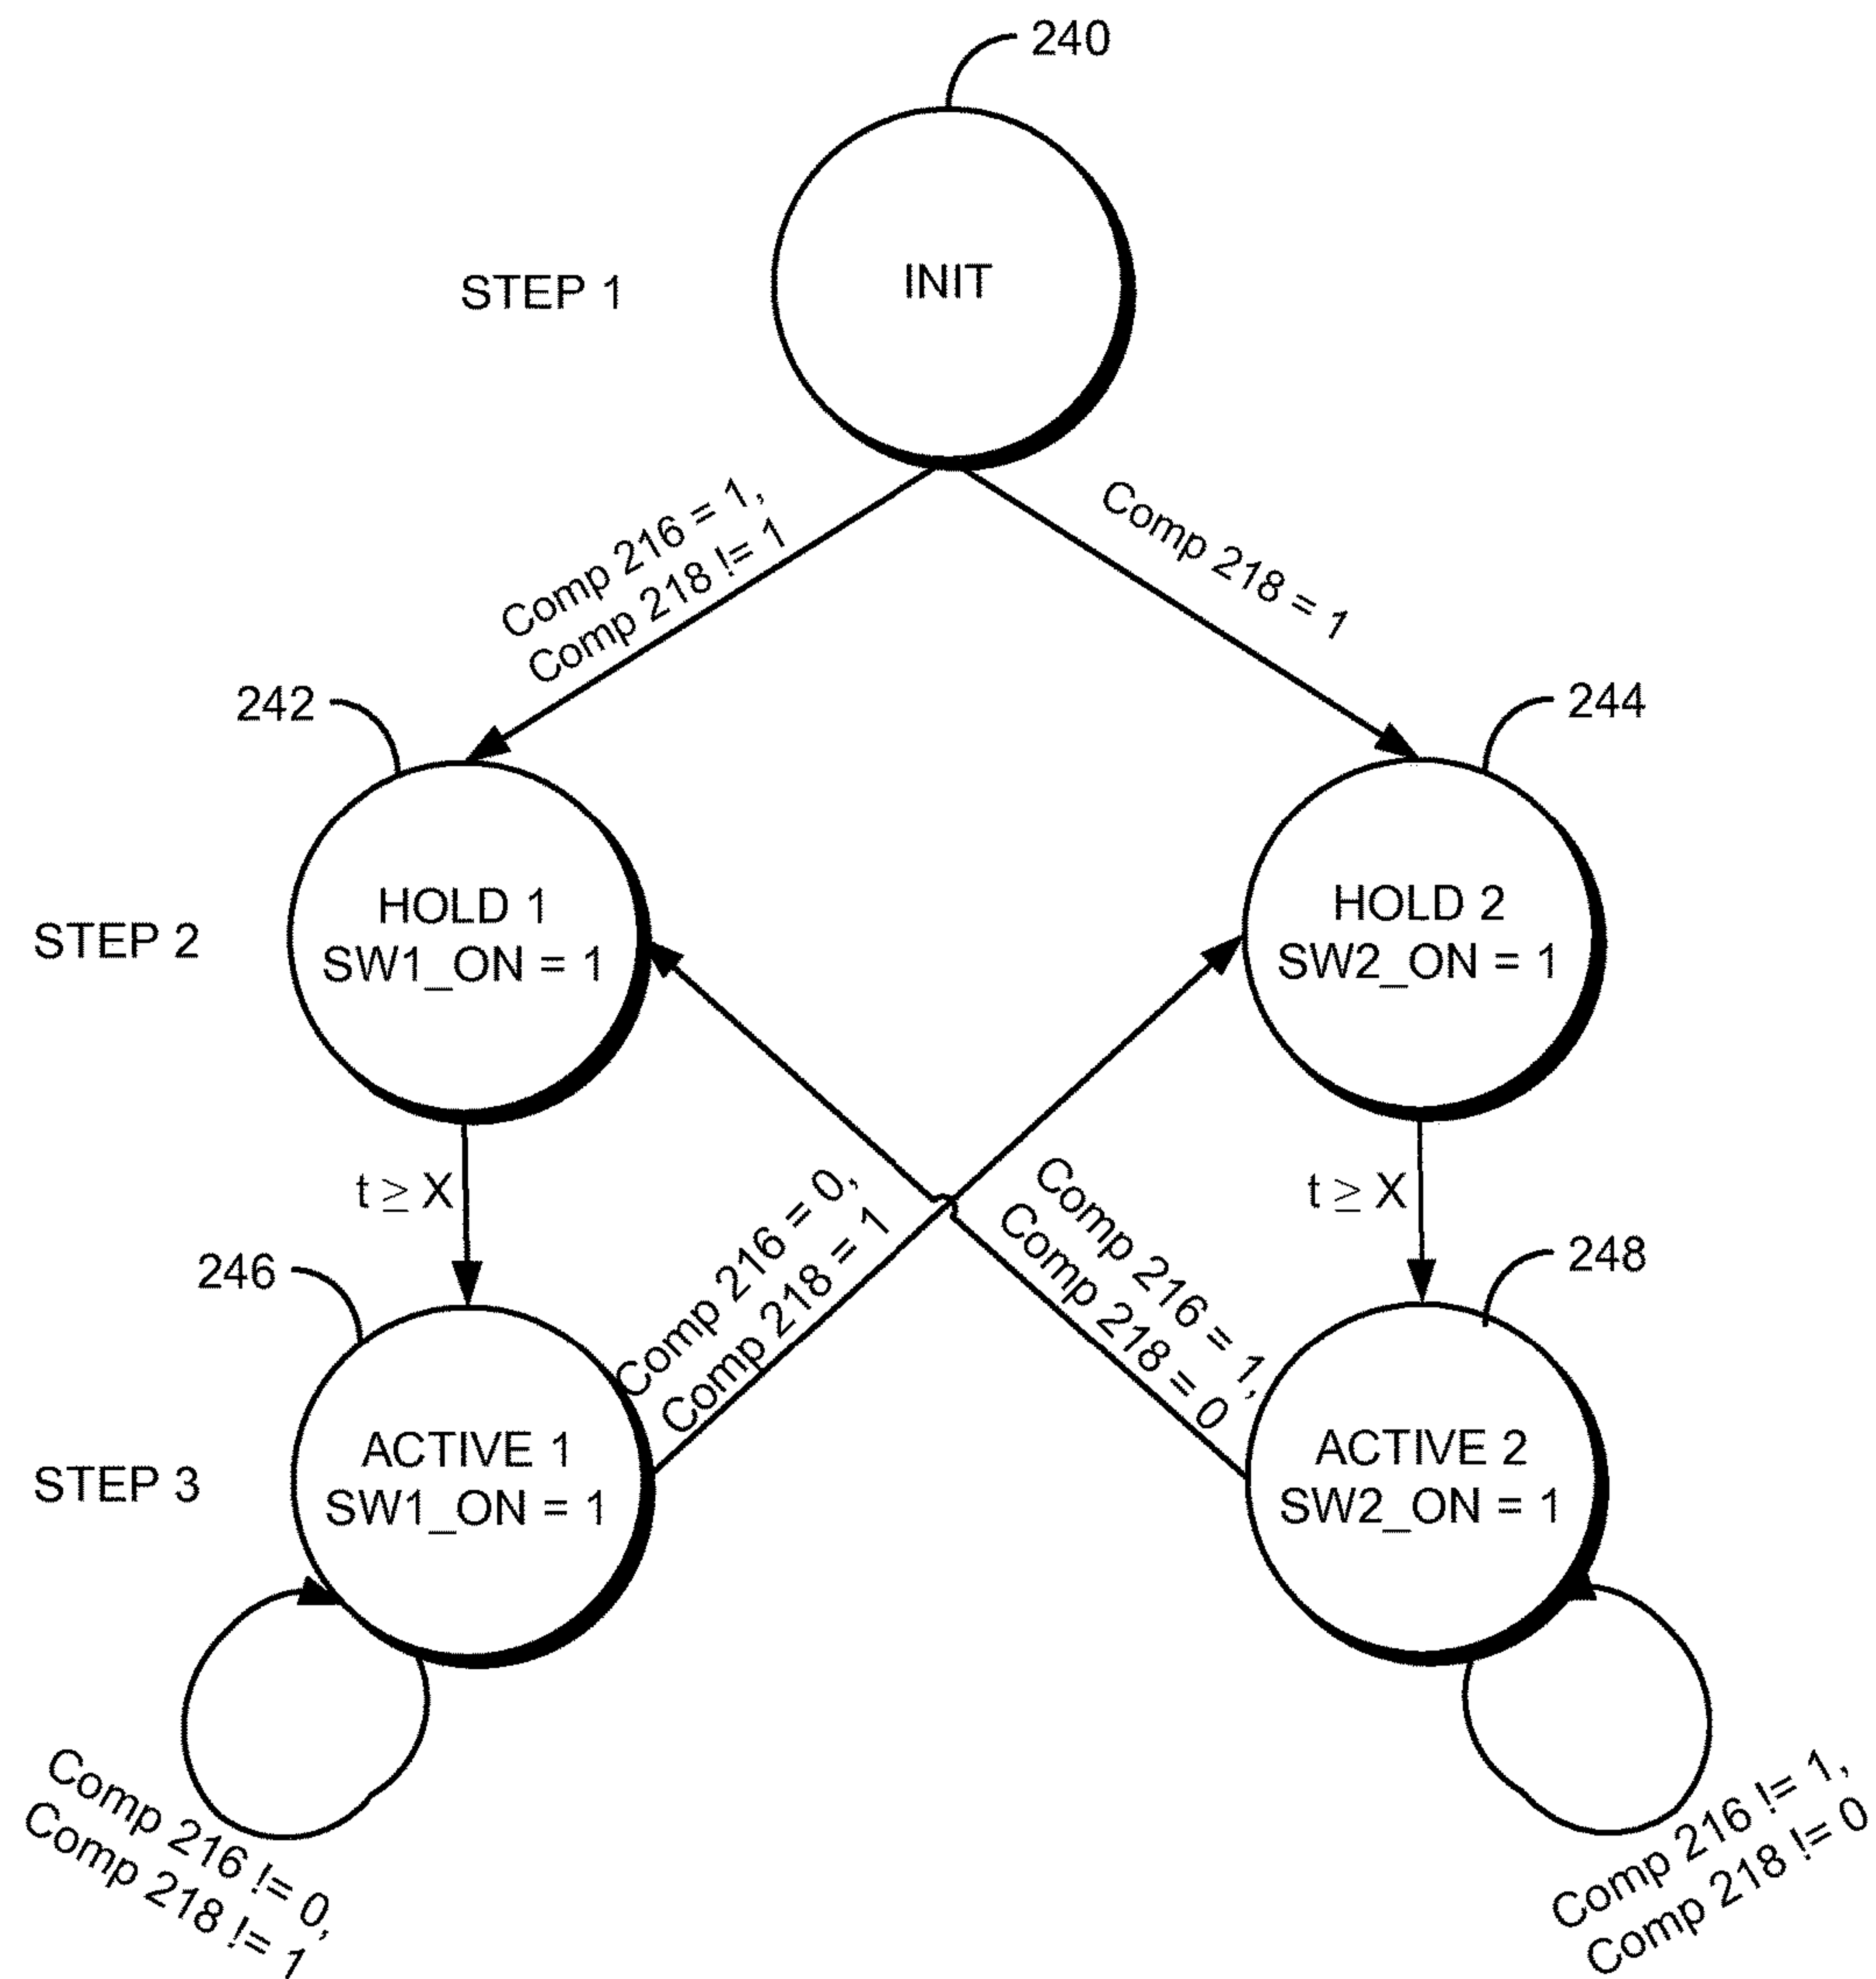 240
INIT
STEP 1
Comp 216 = 1,
Comp 218 != 1
Comp 218 = 1
242
244
HOLD 1
SW1_ON = 1
HOLD 2
SW2_ON = 1
STEP 2
t ≥ X
t ≥ X
Comp 216 = 0,
Comp 218 = 1
Comp 216 = 1,
Comp 218 = 0
246
248
ACTIVE 1
SW1_ON = 1
ACTIVE 2
SW2_ON = 1
STEP 3
Comp 216 != 0,
Comp 218 != 1
Comp 216 != 1,
Comp 218 != 0